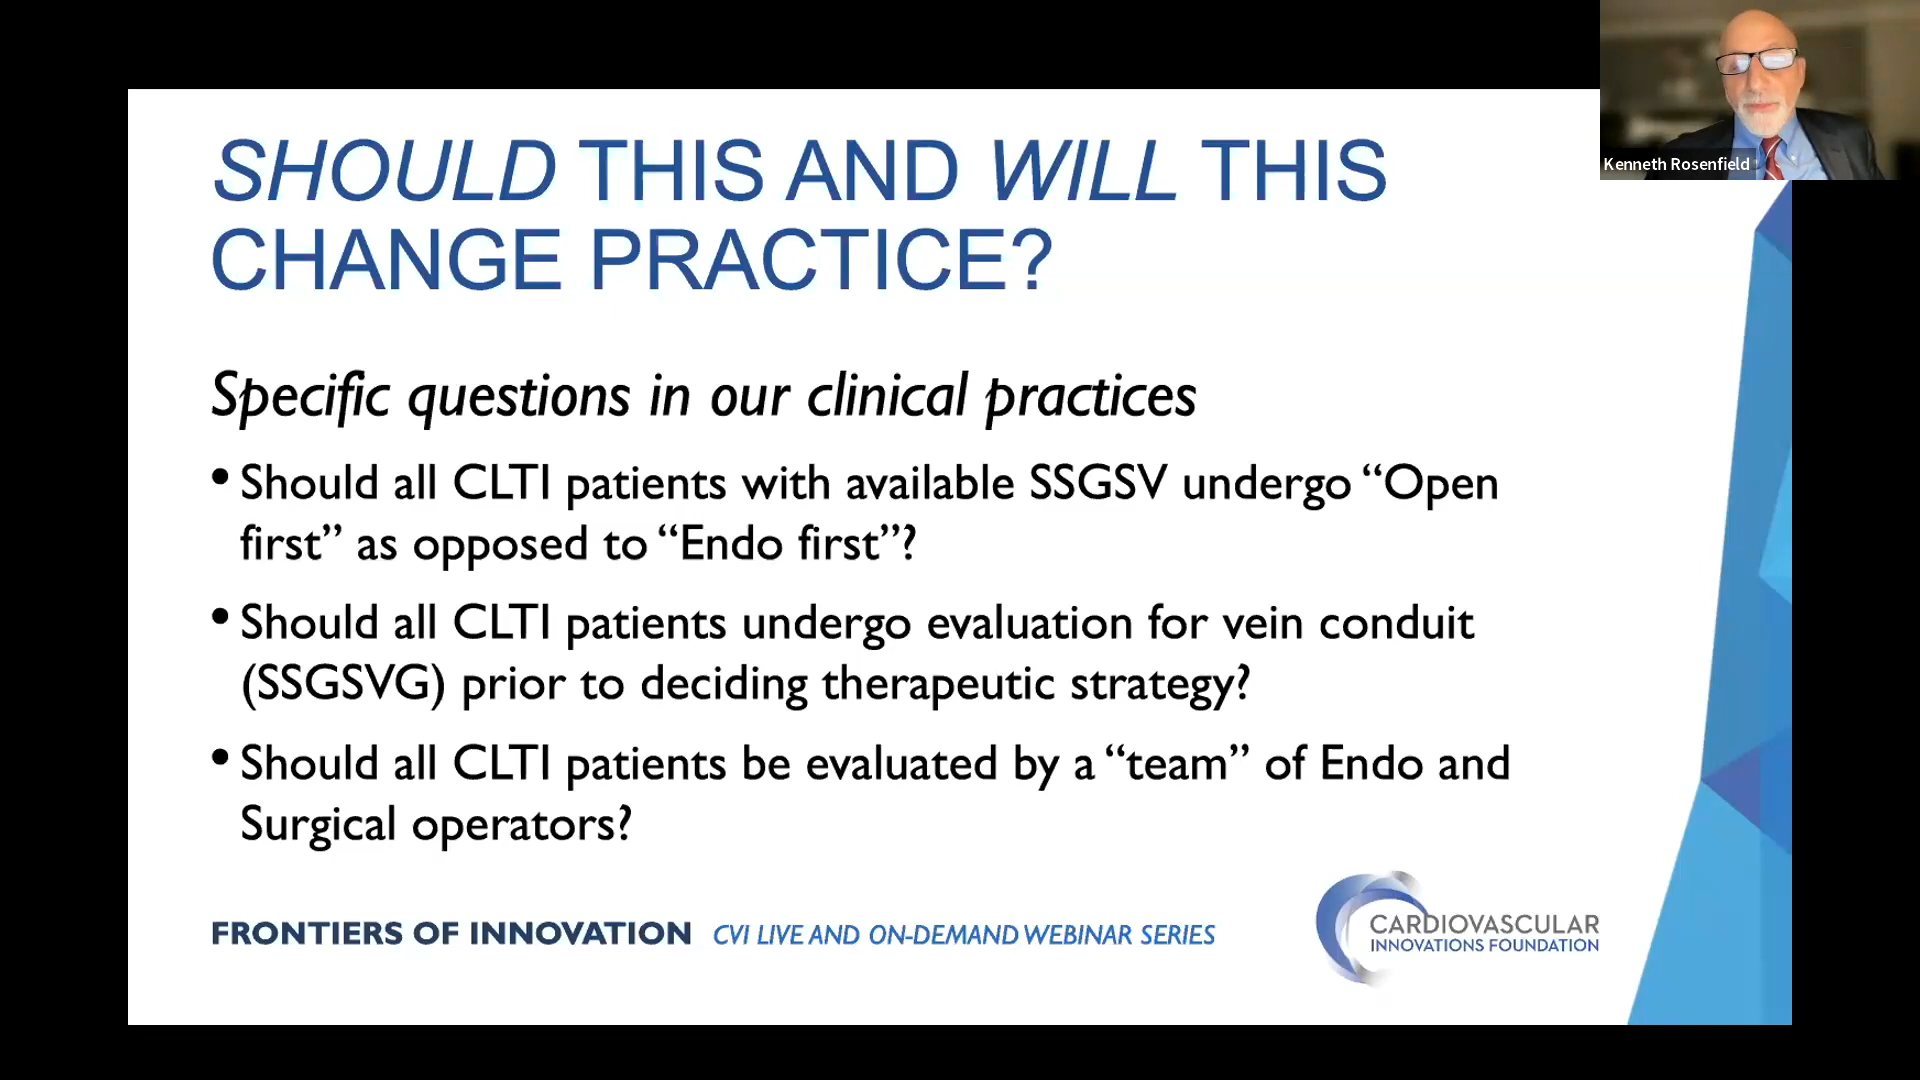 Kenneth Rosenfield
SHOULD THIS AND WILL THIS
CHANGE PRACTICE?
Specific questions in our clinical practices
• Should all CLTI patients with available SSGSV undergo “Open
first” as opposed to “Endo first”?
• Should all CLTI patients undergo evaluation for vein conduit
(SSGSVG) prior to deciding therapeutic strategy?
• Should all CLTI patients be evaluated by a “team” of Endo and
Surgical operators?
FRONTIERS OF INNOVATION CVI LIVE AND ON-DEMAND WEBINAR SERIES
CARDIOVASCULAR
INNOVATIONS FOUNDATION